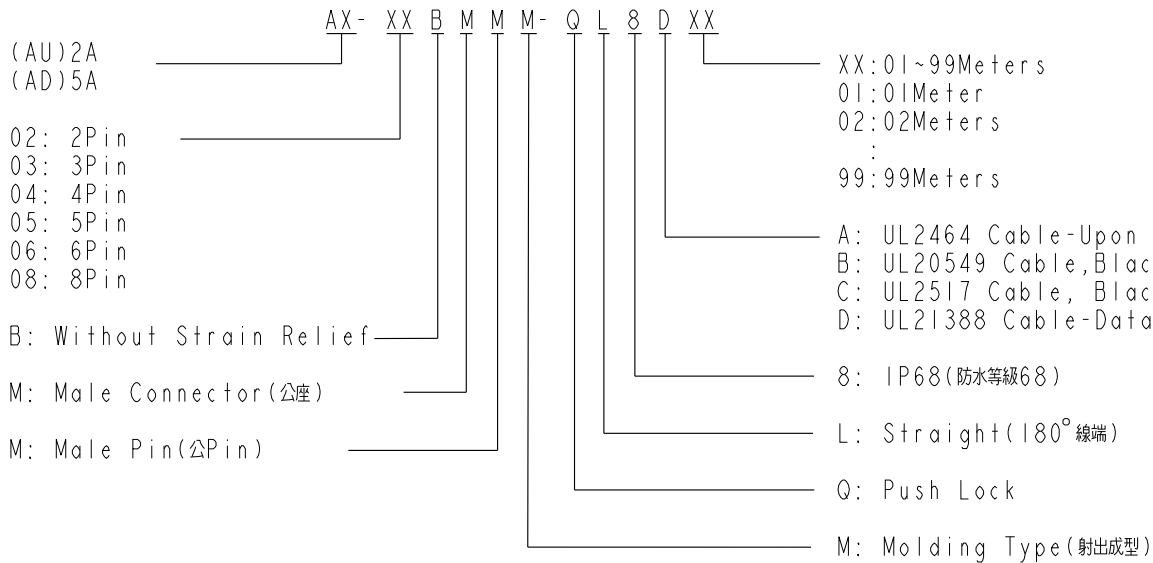 AX- XX B M M M- Q L 8 D XX
(AU)2A
(AD)5A
02: 2Pin
03: 3Pin
04: 4Pin
05: 5Pin
06: 6Pin
08: 8Pin
B: Without Strain Relief
M: Male Connector(公座)
M: Male Pin(公Pin)
XX:01~99Meters
01:01Meter
02:02Meters
:
99:99Meters
A: UL2464 Cable-Upon
B: UL20549 Cable,Blac
C: UL2517 Cable, Blac
D: UL21388 Cable-Data
8: IP68(防水等級68)
L: Straight(180°線端)
Q: Push Lock
M: Molding Type(射出成型)